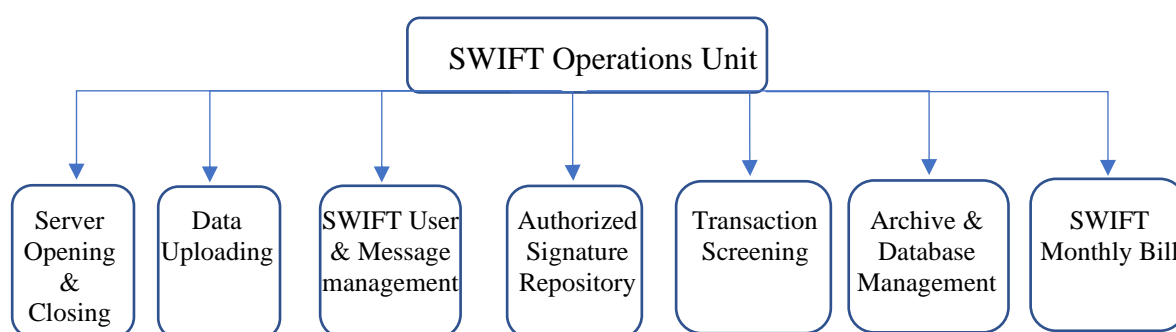 SWIFT Operations Unit
Server
Opening
&
Closing
Data
Uploading
SWIFT User
& Message
management
Authorized
Signature
Repository
Transaction
Screening
Archive &
Database
Management
SWIFT
Monthly Bill